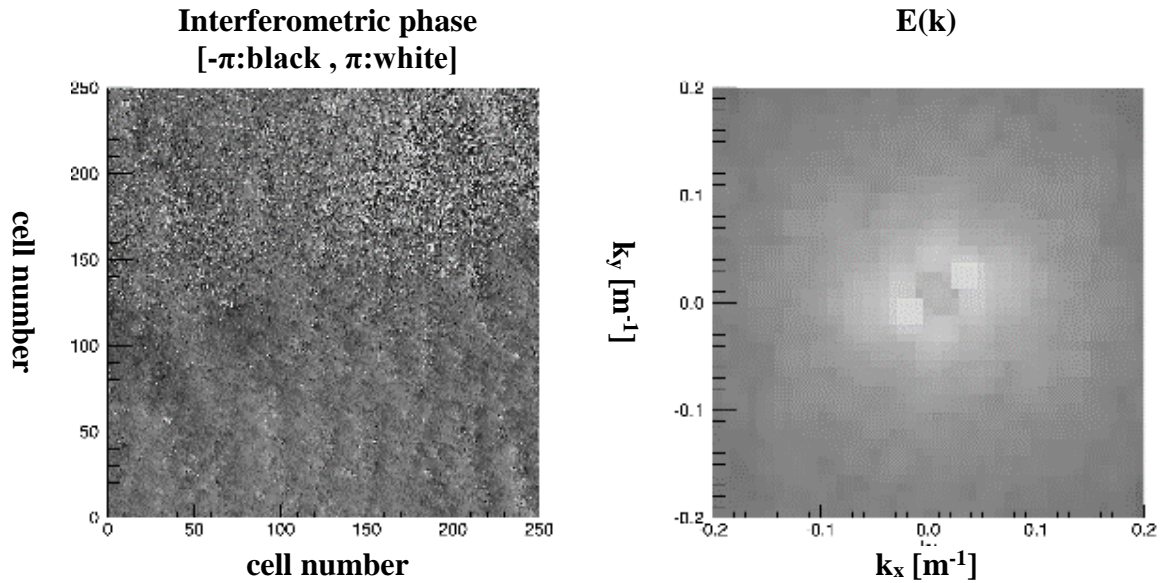 Interferometric phase
[-π:black , π:white]
250
200
150
100
50
0
0 50 100 150 200 250
cell number
cell number
E(k)
0.2
0.1
0.0
-0.1
-0.2
-0.2 -0.1 0.0 0.1 0.2
k_y [m^-1]
k_x [m^-1]